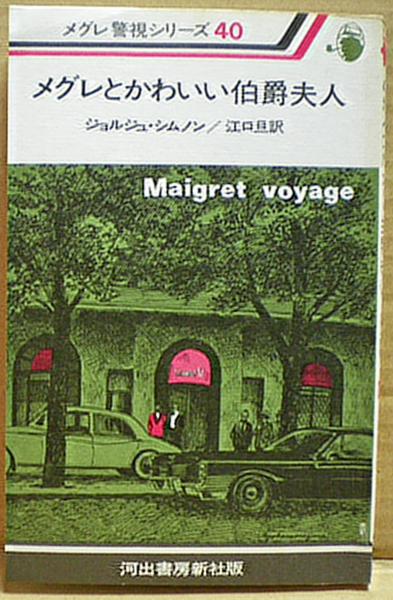 メグレ警視シリーズ 40
メグレとかわいい伯爵夫人
ジョルジュ・シムノン/江口旦訳
Maigret voyage
河出書房新社版